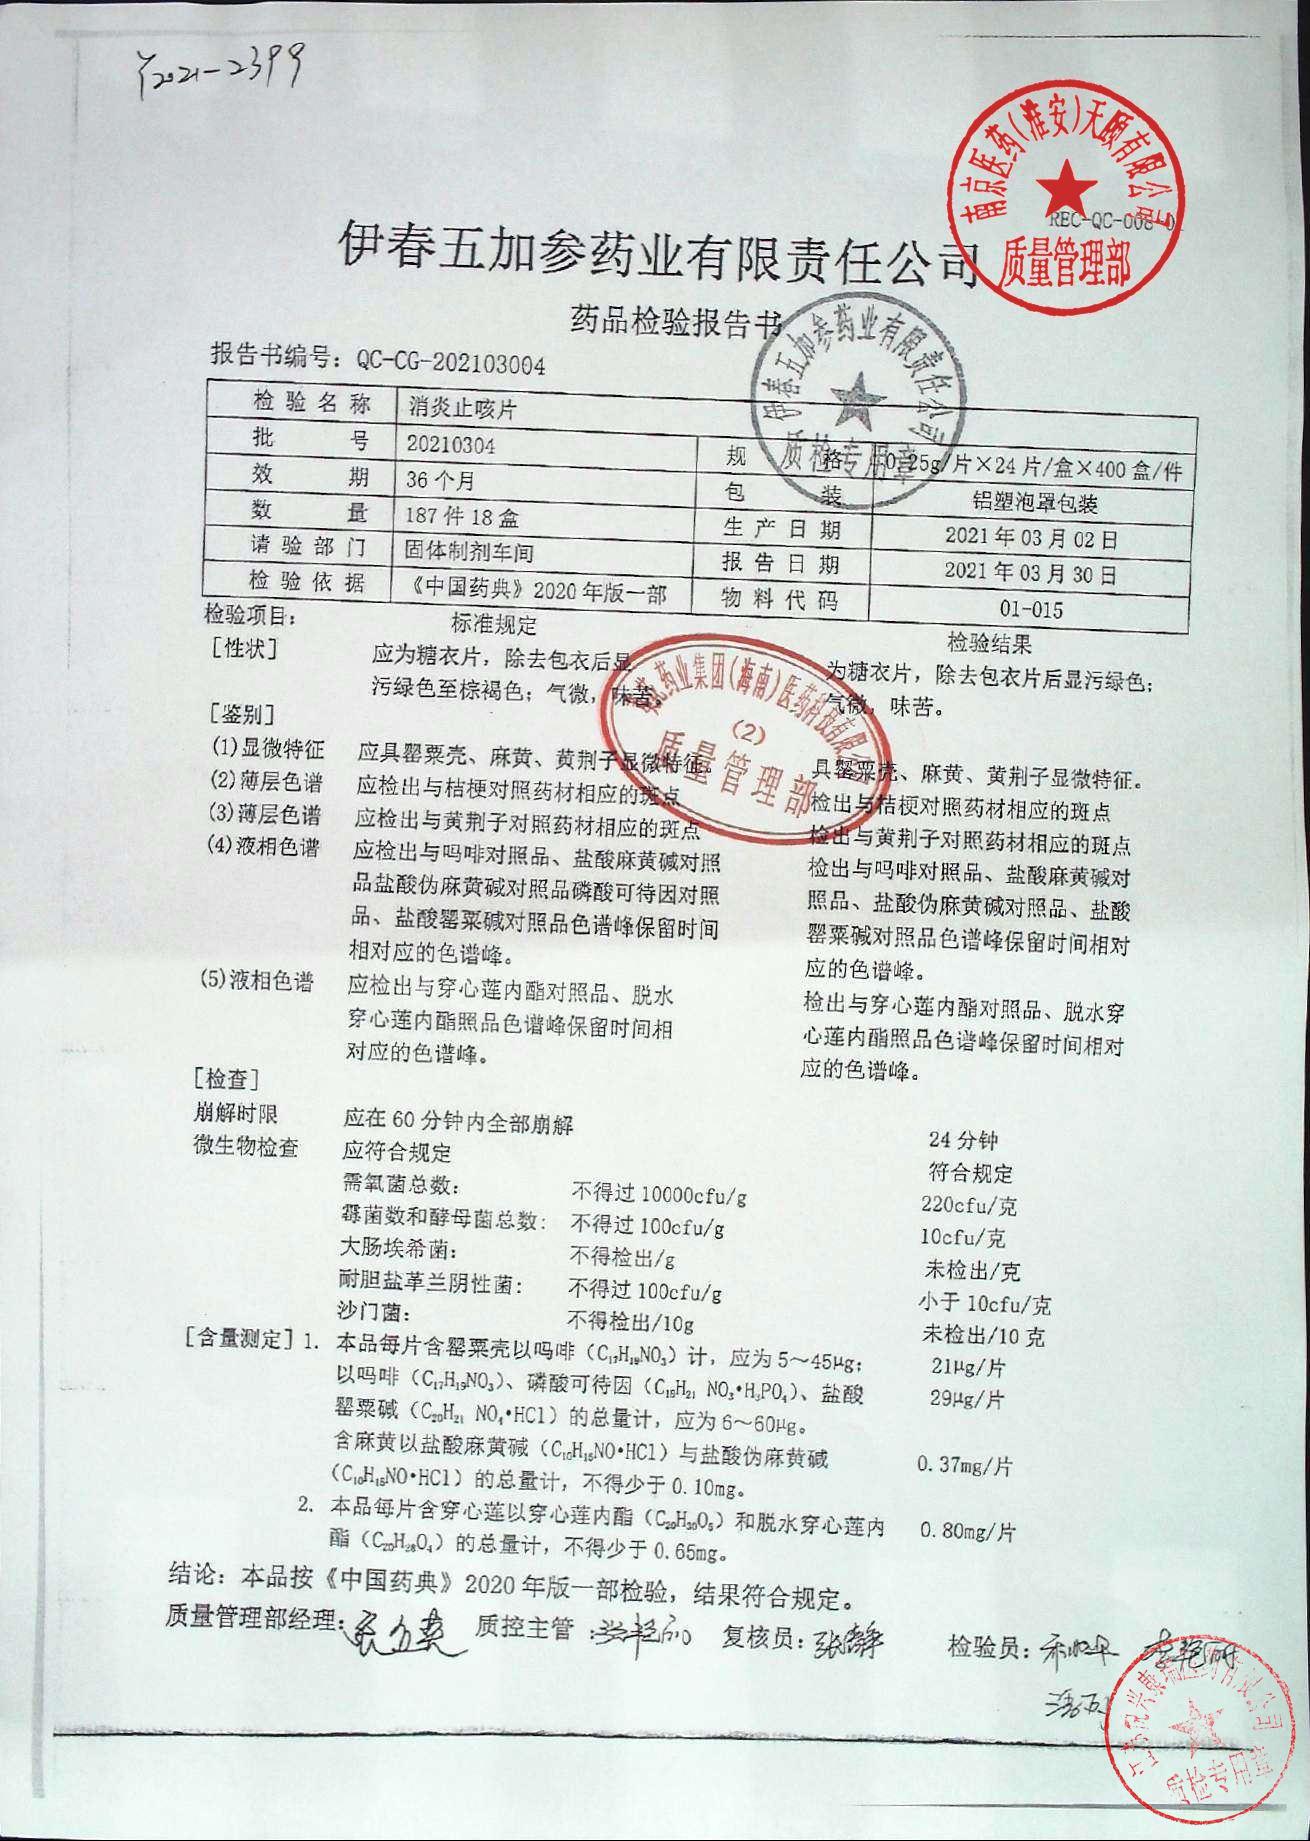 Y2021-2399
南京医药(淮安)天颐有限公司
质量管理部
REC-QC-008-0
伊春五加参药业有限责任公司
药品检验报告书
伊春五加参药业有限责任公司
质检专用章
报告书编号：QC-CG-202103004
检验名称 消炎止咳片
批号 20210304 规格 0.25g/片×24片/盒×400盒/件
效期 36个月 包装 铝塑泡罩包装
数量 187件18盒 生产日期 2021年03月02日
请验部门 固体制剂车间 报告日期 2021年03月30日
检验依据 《中国药典》2020年版一部 物料代码 01-015
检验项目： 标准规定 检验结果
[性状] 应为糖衣片，除去包衣后显 为糖衣片，除去包衣片后显污绿色；
污绿色至棕褐色；气微，味苦。 气微，味苦。
药业集团(海南)医药科技有限公司
(2)
质量管理部
[鉴别]
(1)显微特征 应具罂粟壳、麻黄、黄荆子显微特征。 具罂粟壳、麻黄、黄荆子显微特征。
(2)薄层色谱 应检出与桔梗对照药材相应的斑点 检出与桔梗对照药材相应的斑点
(3)薄层色谱 应检出与黄荆子对照药材相应的斑点 检出与黄荆子对照药材相应的斑点
(4)液相色谱 应检出与吗啡对照品、盐酸麻黄碱对照 检出与吗啡对照品、盐酸麻黄碱对
品盐酸伪麻黄碱对照品磷酸可待因对照 照品、盐酸伪麻黄碱对照品、盐酸
品、盐酸罂粟碱对照品色谱峰保留时间 罂粟碱对照品色谱峰保留时间相对
相对应的色谱峰。 应的色谱峰。
(5)液相色谱 应检出与穿心莲内酯对照品、脱水 检出与穿心莲内酯对照品、脱水穿
穿心莲内酯照品色谱峰保留时间相 心莲内酯照品色谱峰保留时间相对
对应的色谱峰。 应的色谱峰。
[检查]
崩解时限 应在60分钟内全部崩解 24分钟
微生物检查 应符合规定 符合规定
需氧菌总数： 不得过10000cfu/g 220cfu/克
霉菌数和酵母菌总数： 不得过100cfu/g 10cfu/克
大肠埃希菌： 不得检出/g 未检出/克
耐胆盐革兰阴性菌： 不得过100cfu/g 小于10cfu/克
沙门菌： 不得检出/10g 未检出/10克
[含量测定] 1. 本品每片含罂粟壳以吗啡（C₁₇H₁₉NO₃）计，应为5～45μg； 21μg/片
以吗啡（C₁₇H₁₉NO₃）、磷酸可待因（C₁₈H₂₁ NO₃•H₃PO₄）、盐酸 29μg/片
罂粟碱（C₂₀H₂₁ NO₄•HCl）的总量计，应为6～60μg。
含麻黄以盐酸麻黄碱（C₁₀H₁₅NO•HCl）与盐酸伪麻黄碱 0.37mg/片
（C₁₀H₁₅NO•HCl）的总量计，不得少于0.10mg。
2. 本品每片含穿心莲以穿心莲内酯（C₂₀H₃₀O₅）和脱水穿心莲内 0.80mg/片
酯（C₂₀H₂₈O₄）的总量计，不得少于0.65mg。
结论：本品按《中国药典》2020年版一部检验，结果符合规定。
质量管理部经理： 质控主管： 复核员：张静 检验员：
质检专用章